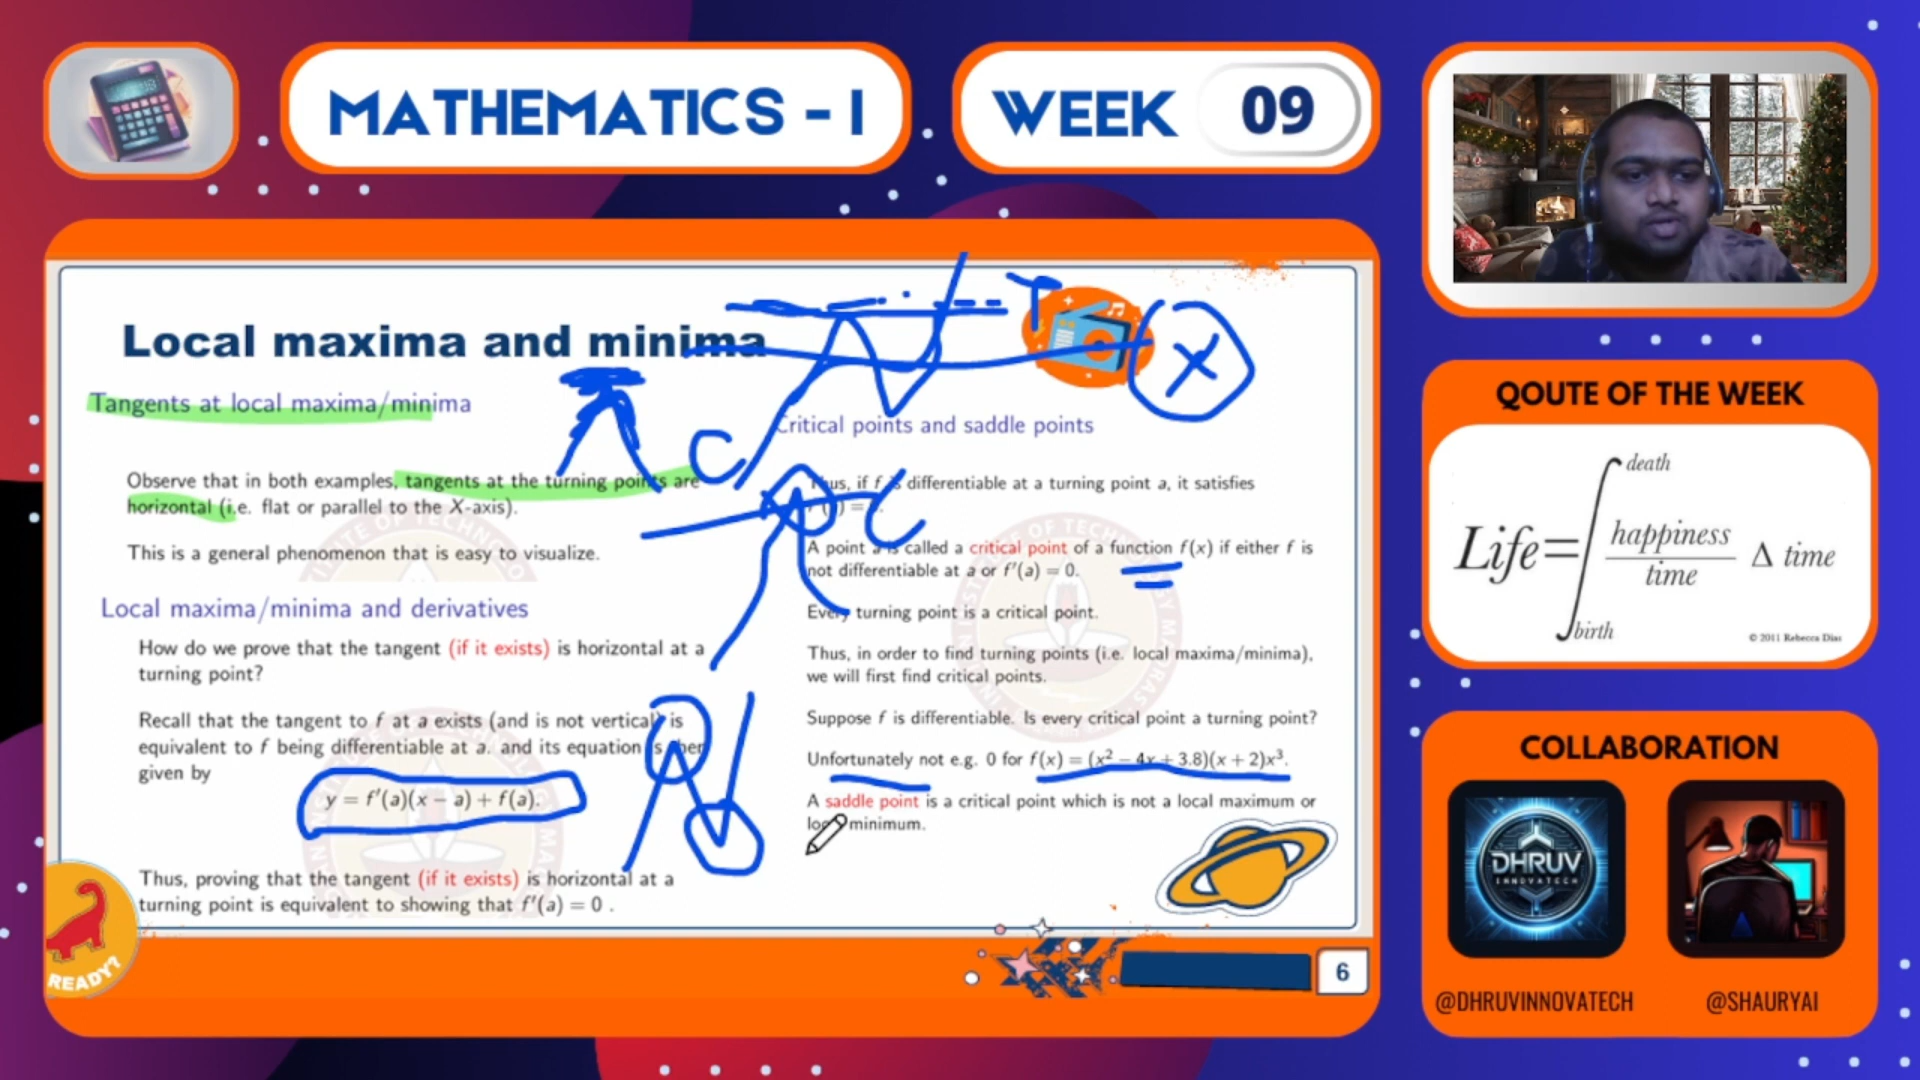 MATHEMATICS - I
WEEK 09
Local maxima and minima
Tangents at local maxima/minima
Observe that in both examples, tangents at the turning points are
horizontal (i.e. flat or parallel to the X-axis).
This is a general phenomenon that is easy to visualize.
Local maxima/minima and derivatives
How do we prove that the tangent (if it exists) is horizontal at a
turning point?
Recall that the tangent to f at a exists (and is not vertical) is
equivalent to f being differentiable at a. and its equation is then
given by
y = f'(a)(x − a) + f(a).
Thus, proving that the tangent (if it exists) is horizontal at a
turning point is equivalent to showing that f'(a) = 0 .
T
X
C
C
Critical points and saddle points
Thus, if f is differentiable at a turning point a, it satisfies
A point a is called a critical point of a function f(x) if either f is
not differentiable at a or f'(a) = 0.
Every turning point is a critical point.
Thus, in order to find turning points (i.e. local maxima/minima),
we will first find critical points.
Suppose f is differentiable. Is every critical point a turning point?
Unfortunately not e.g. 0 for f(x) = (x² − 4x + 3.8)(x + 2)x³.
A saddle point is a critical point which is not a local maximum or
local minimum.
READY?
6
QOUTE OF THE WEEK
Life = ∫ death birth happiness/time Δ time
© 2011 Rebecca Dias
COLLABORATION
DHRUV
INNOVATECH
@DHRUVINNOVATECH
@SHAURYAI